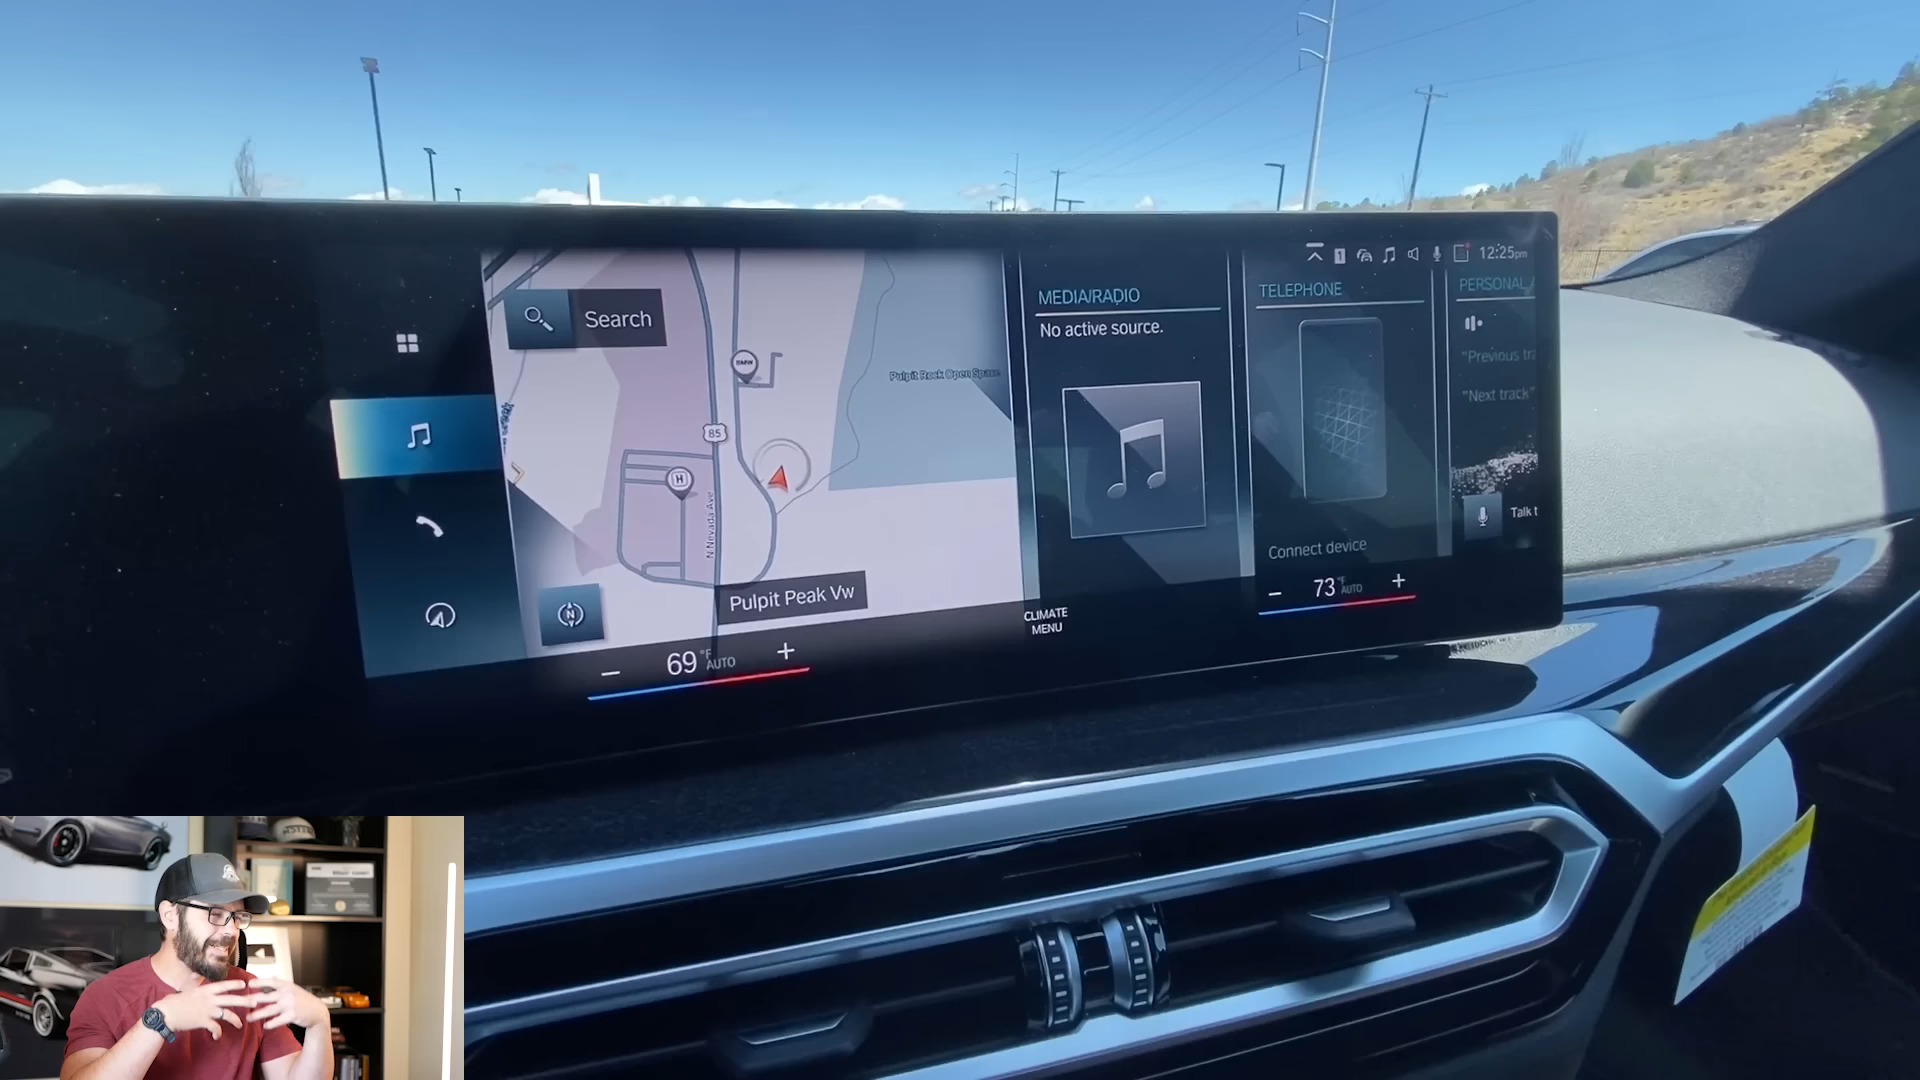 12:25pm
Search
MEDIA/RADIO
No active source.
TELEPHONE
Connect device
PERSONAL
"Previous
"Next track"
Talk t
Pulpit Rock Open Space
85
H
N Nevada Ave
N
Pulpit Peak Vw
69 °F AUTO
CLIMATE
MENU
73 °F AUTO
1